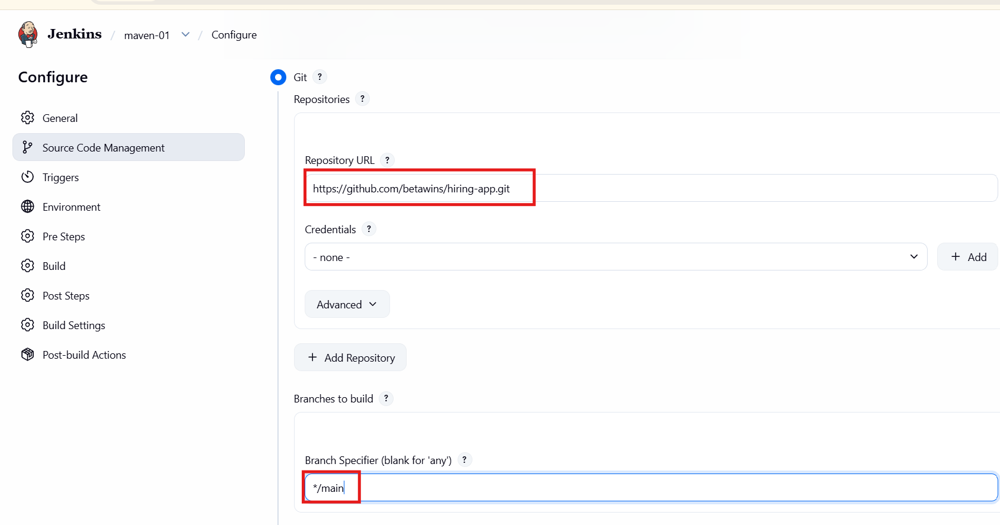 Jenkins / maven-01 / Configure
Configure
General
Source Code Management
Triggers
Environment
Pre Steps
Build
Post Steps
Build Settings
Post-build Actions
Git ?
Repositories ?
Repository URL ?
https://github.com/betawins/hiring-app.git
Credentials ?
- none -
+ Add
Advanced
+ Add Repository
Branches to build ?
Branch Specifier (blank for 'any') ?
*/main